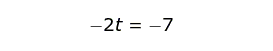 −2t = −7